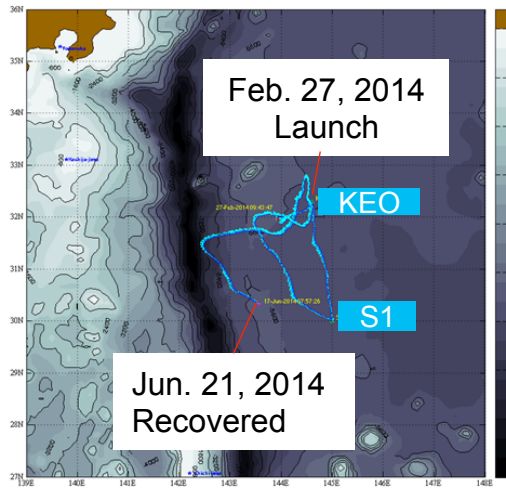 36N
35N
34N
33N
32N
31N
30N
29N
28N
27N
139E
140E
141E
142E
143E
144E
145E
146E
147E
148E
Feb. 27, 2014
Launch
KEO
27-Feb-2014 09:43:47
S1
17-Jun-2014 07:57:26
Jun. 21, 2014
Recovered